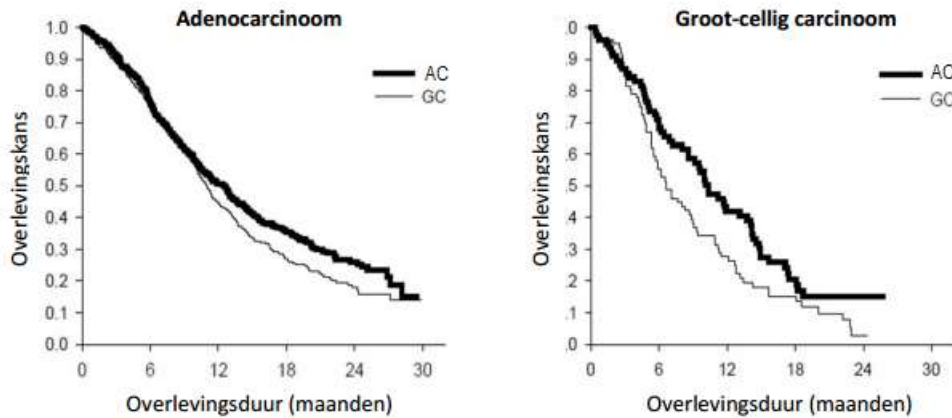 Adenocarcinoom
1.0
0.9
0.8
0.7
0.6
0.5
0.4
0.3
0.2
0.1
0.0
Overlevingskans
AC
GC
0 6 12 18 24 30
Overlevingsduur (maanden)
Groot-cellig carcinoom
.0
.9
.8
.7
.6
.5
.4
.3
.2
.1
.0
Overlevingskans
AC
GC
0 6 12 18 24 30
Overlevingsduur (maanden)